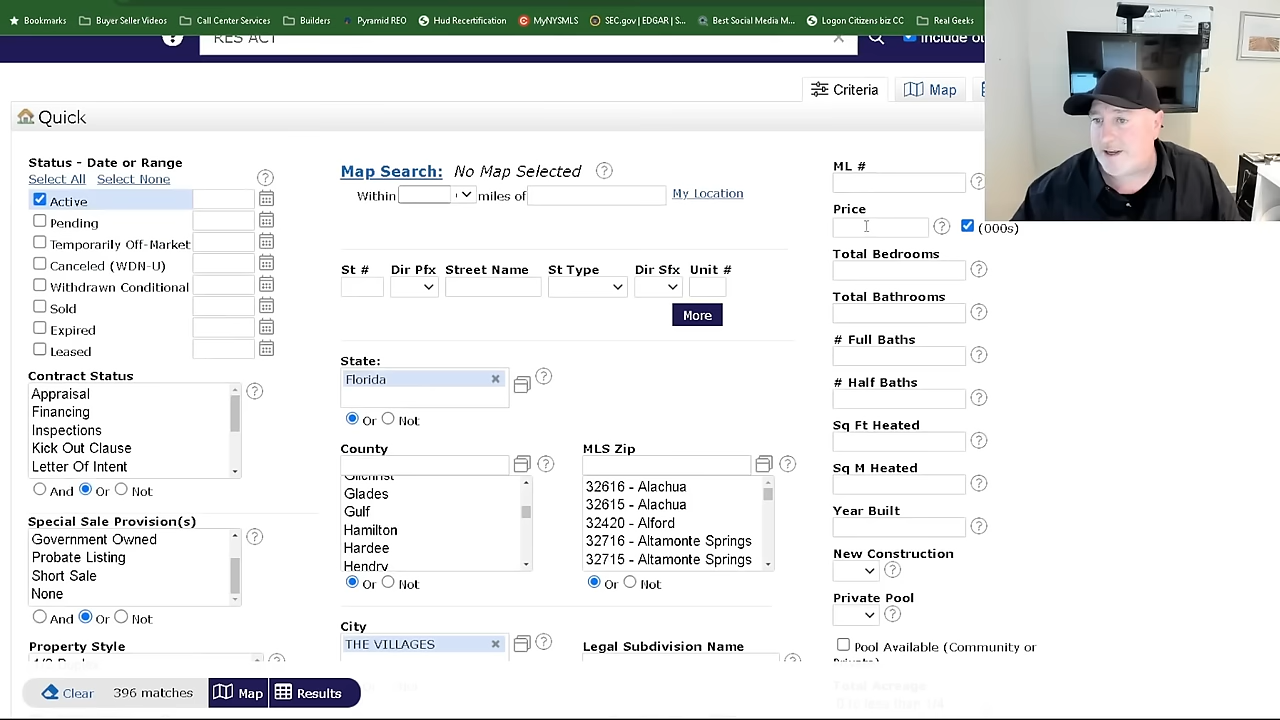 Bookmarks Buyer Seller Videos Call Center Services Builders Pyramid REO Hud Recertification MyNYSMLS SEC.gov | EDGAR | S... Best Social Media M... Logon Citizens DPCC Real Geeks
RES ACT
Criteria Map
Quick
Status - Date or Range
Select All Select None
Active
Pending
Temporarily Off-Market
Canceled (WDN-U)
Withdrawn Conditional
Sold
Expired
Leased
Contract Status
Appraisal
Financing
Inspections
Kick Out Clause
Letter Of Intent
And Or Not
Special Sale Provision(s)
Government Owned
Probate Listing
Short Sale
None
And Or Not
Property Style
Map Search: No Map Selected
Within miles of My Location
St # Dir Pfx Street Name St Type Dir Sfx Unit #
More
State:
Florida
Or Not
County
Gilchrist
Glades
Gulf
Hamilton
Hardee
Hendry
Or Not
MLS Zip
32616 - Alachua
32615 - Alachua
32420 - Alford
32716 - Altamonte Springs
32715 - Altamonte Springs
Or Not
City
THE VILLAGES
Legal Subdivision Name
ML #
Price
(000s)
Total Bedrooms
Total Bathrooms
# Full Baths
# Half Baths
Sq Ft Heated
Sq M Heated
Year Built
New Construction
Private Pool
Pool Available (Community or
Private)
Total Acreage
Clear 396 matches Map Results